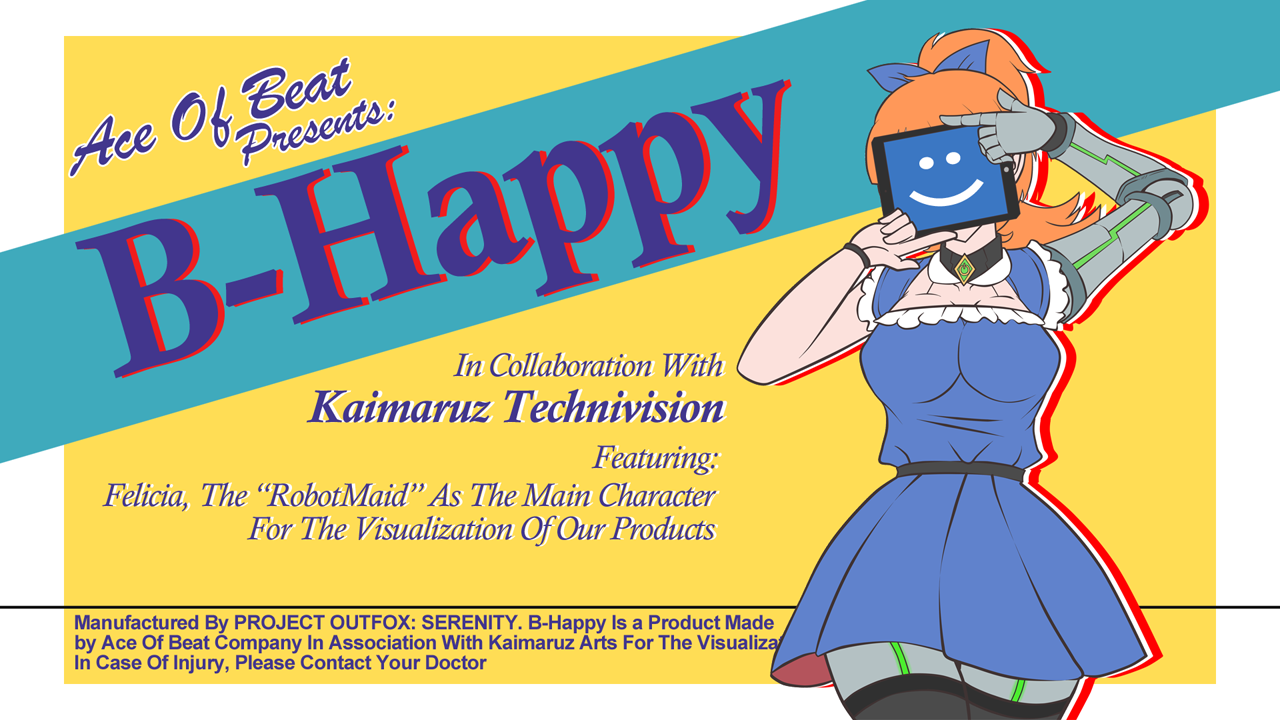 Ace Of Beat
Presents:
B-Happy
In Collaboration With
Kaimaruz Technivision
Featuring:
Felicia, The “RobotMaid” As The Main Character
For The Visualization Of Our Products
Manufactured By PROJECT OUTFOX: SERENITY. B-Happy Is a Product Made
by Ace Of Beat Company In Association With Kaimaruz Arts For The
In Case Of Injury, Please Contact Your Doctor